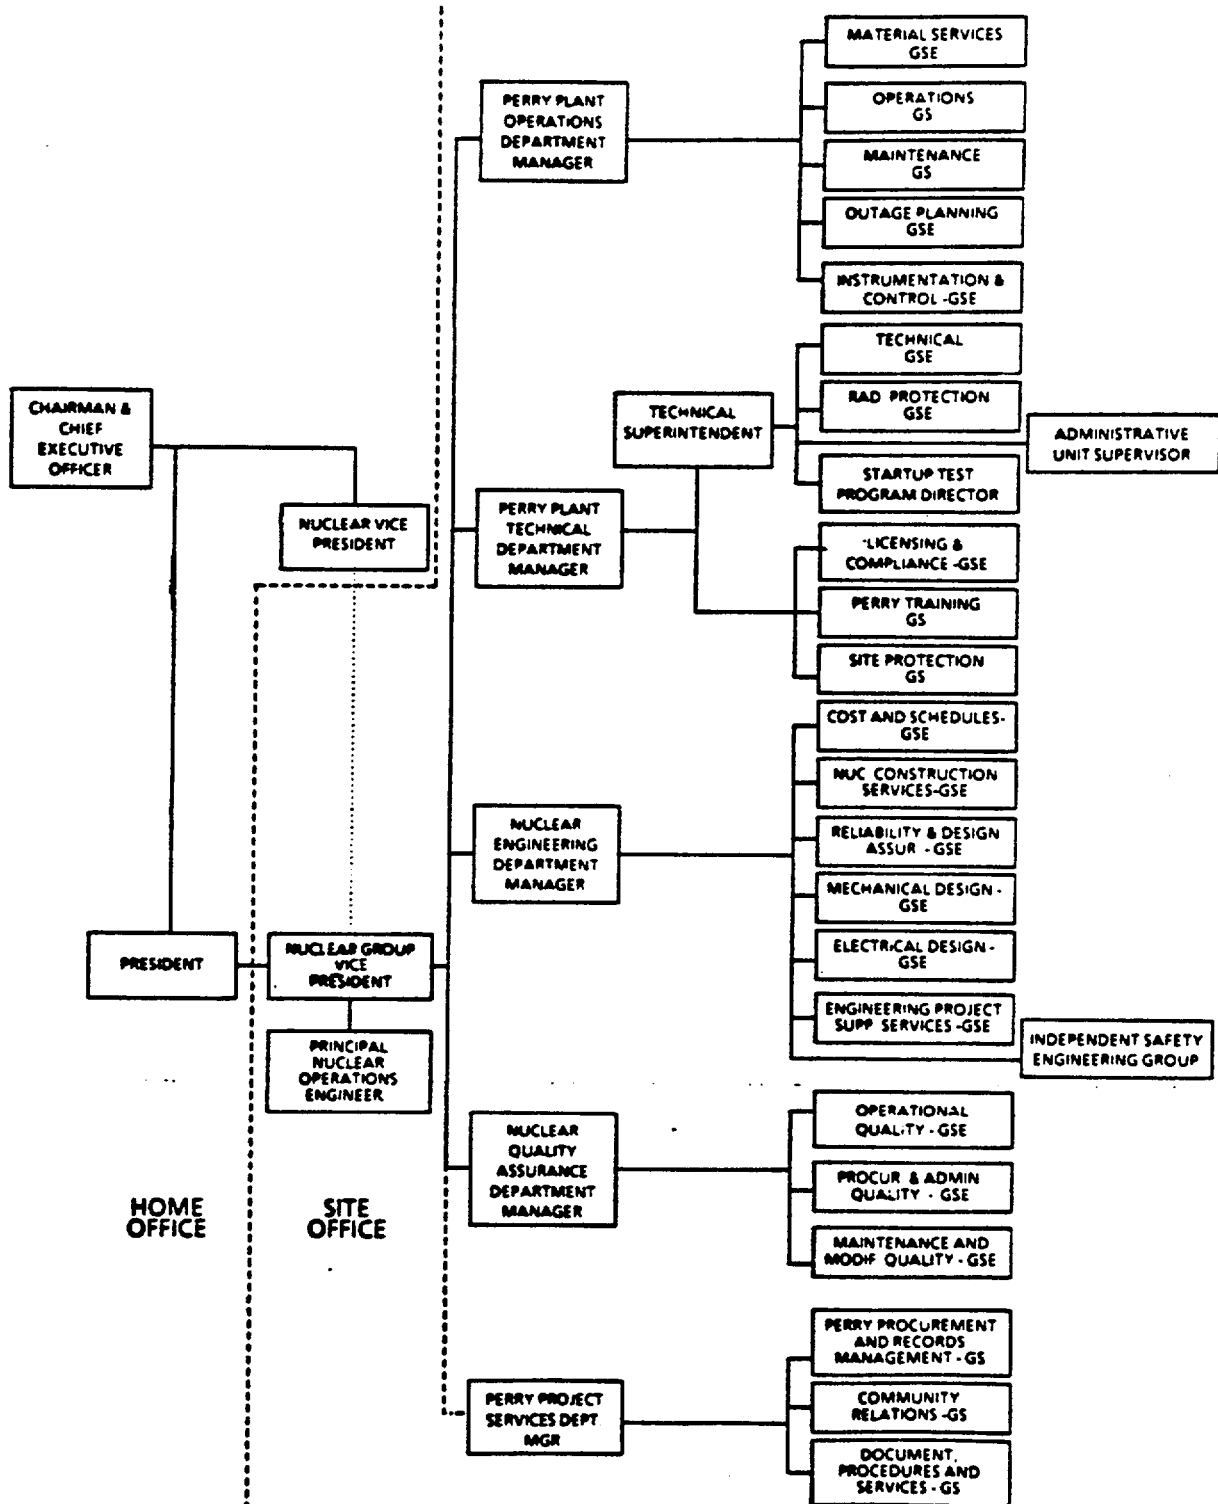 CHAIRMAN &
CHIEF
EXECUTIVE
OFFICER
NUCLEAR VICE
PRESIDENT
PRESIDENT
NUCLEAR GROUP
VICE
PRESIDENT
PRINCIPAL
NUCLEAR
OPERATIONS
ENGINEER
HOME
OFFICE
SITE
OFFICE
PERRY PLANT
OPERATIONS
DEPARTMENT
MANAGER
MATERIAL SERVICES
GSE
OPERATIONS
GS
MAINTENANCE
GS
OUTAGE PLANNING
GSE
INSTRUMENTATION &
CONTROL -GSE
PERRY PLANT
TECHNICAL
DEPARTMENT
MANAGER
TECHNICAL
SUPERINTENDENT
TECHNICAL
GSE
RAD PROTECTION
GSE
ADMINISTRATIVE
UNIT SUPERVISOR
STARTUP TEST
PROGRAM DIRECTOR
LICENSING &
COMPLIANCE -GSE
PERRY TRAINING
GS
SITE PROTECTION
GS
NUCLEAR
ENGINEERING
DEPARTMENT
MANAGER
COST AND SCHEDULES-
GSE
NUC CONSTRUCTION
SERVICES-GSE
RELIABILITY & DESIGN
ASSUR - GSE
MECHANICAL DESIGN -
GSE
ELECTRICAL DESIGN -
GSE
ENGINEERING PROJECT
SUPP SERVICES -GSE
INDEPENDENT SAFETY
ENGINEERING GROUP
NUCLEAR
QUALITY
ASSURANCE
DEPARTMENT
MANAGER
OPERATIONAL
QUALITY - GSE
PROCUR & ADMIN
QUALITY - GSE
MAINTENANCE AND
MODIF QUALITY - GSE
PERRY PROJECT
SERVICES DEPT.
MGR
PERRY PROCUREMENT
AND RECORDS
MANAGEMENT - GS
COMMUNITY
RELATIONS -GS
DOCUMENT,
PROCEDURES AND
SERVICES - GS